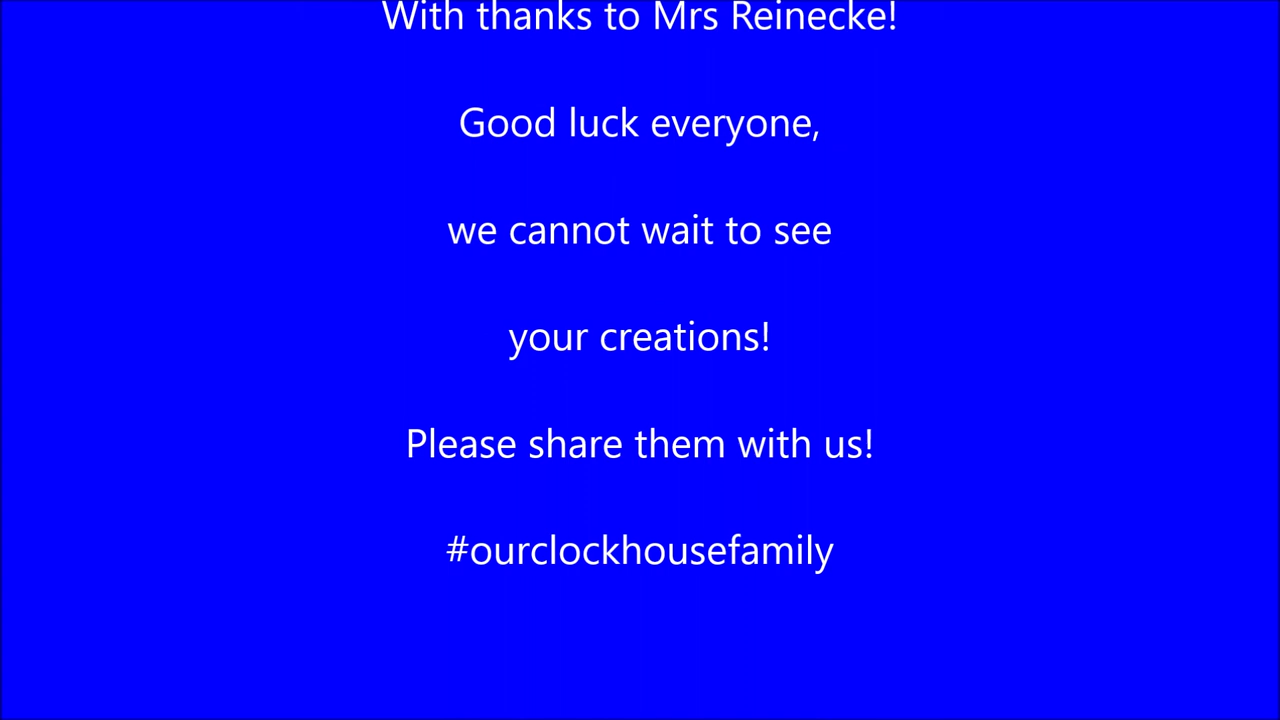 With thanks to Mrs Reinecke!
Good luck everyone,
we cannot wait to see
your creations!
Please share them with us!
#ourclockhousefamily